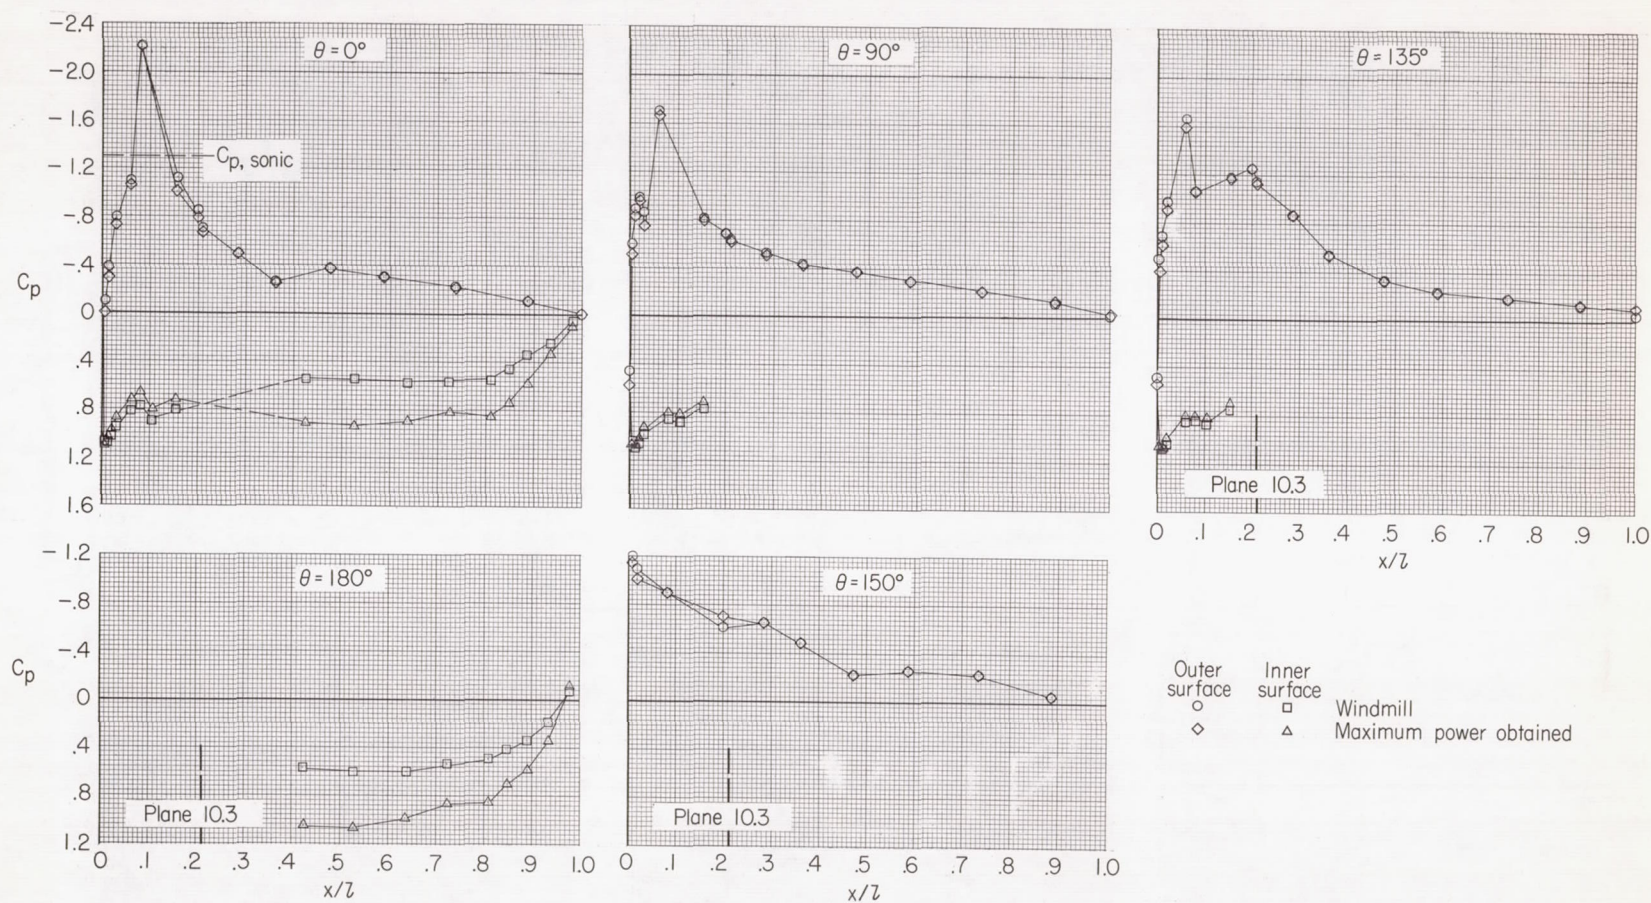 θ = 0°
θ = 90°
θ = 135°
-2.4
-2.0
-1.6
-1.2
-.8
-.4
0
.4
.8
1.2
1.6
Cp
Cp, sonic
Plane 10.3
0 .1 .2 .3 .4 .5 .6 .7 .8 .9 1.0
x/l
θ = 180°
θ = 150°
-1.2
-.8
-.4
0
.4
.8
1.2
Cp
Plane 10.3
Plane 10.3
0 .1 .2 .3 .4 .5 .6 .7 .8 .9 1.0
x/l
0 .1 .2 .3 .4 .5 .6 .7 .8 .9 1.0
x/l
Outer surface
Inner surface
Windmill
Maximum power obtained